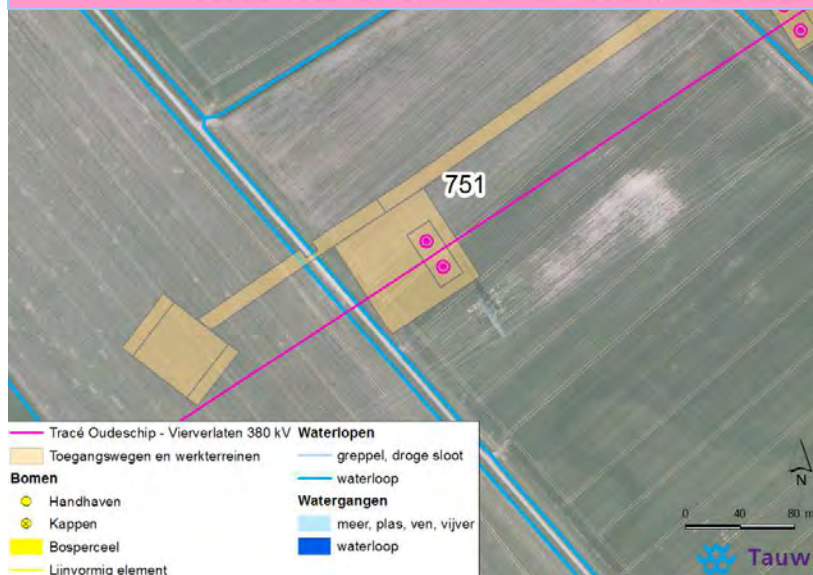 751
Tracé Oudeschip - Vierverlaten 380 kV
Toegangswegen en werkterreinen
Bomen
Handhaven
Kappen
Bosperceel
Lijnvormig element
Waterlopen
greppel, droge sloot
waterloop
Watergangen
meer, plas, ven, vijver
waterloop
N
0 40 80 m
Tauw